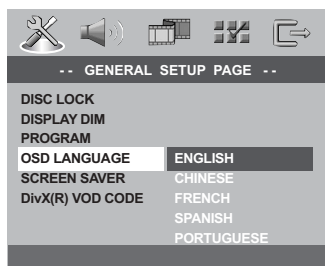 -- GENERAL SETUP PAGE --
DISC LOCK
DISPLAY DIM
PROGRAM
OSD LANGUAGE ENGLISH
SCREEN SAVER CHINESE
DivX(R) VOD CODE FRENCH
SPANISH
PORTUGUESE